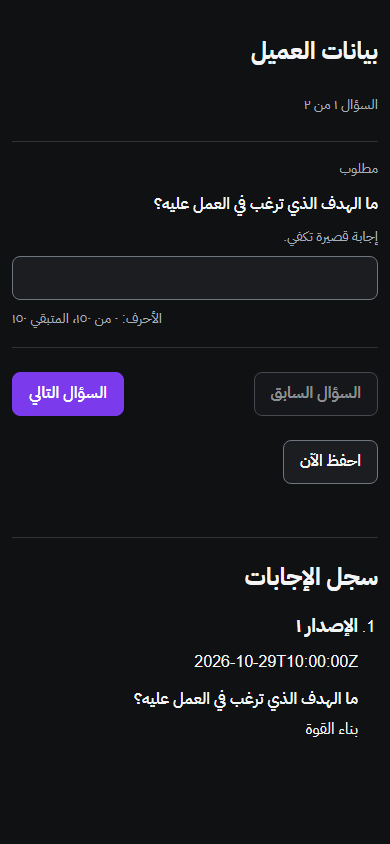 بيانات العميل
السؤال ١ من ٢
مطلوب
ما الهدف الذي ترغب في العمل عليه؟
إجابة قصيرة تكفي.
الأحرف: ٠ من ١٥٠، المتبقي ١٥٠
السؤال السابق
السؤال التالي
احفظ الآن
سجل الإجابات
1. الإصدار ١
2026-10-29T10:00:00Z
ما الهدف الذي ترغب في العمل عليه؟
بناء القوة